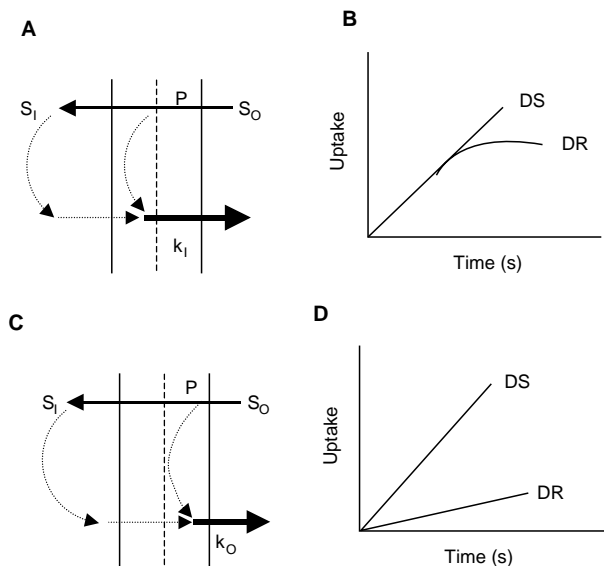 A
P
S_I
S_O
k_I
B
Uptake
DS
DR
Time (s)
C
P
S_I
S_O
k_O
D
Uptake
DS
DR
Time (s)